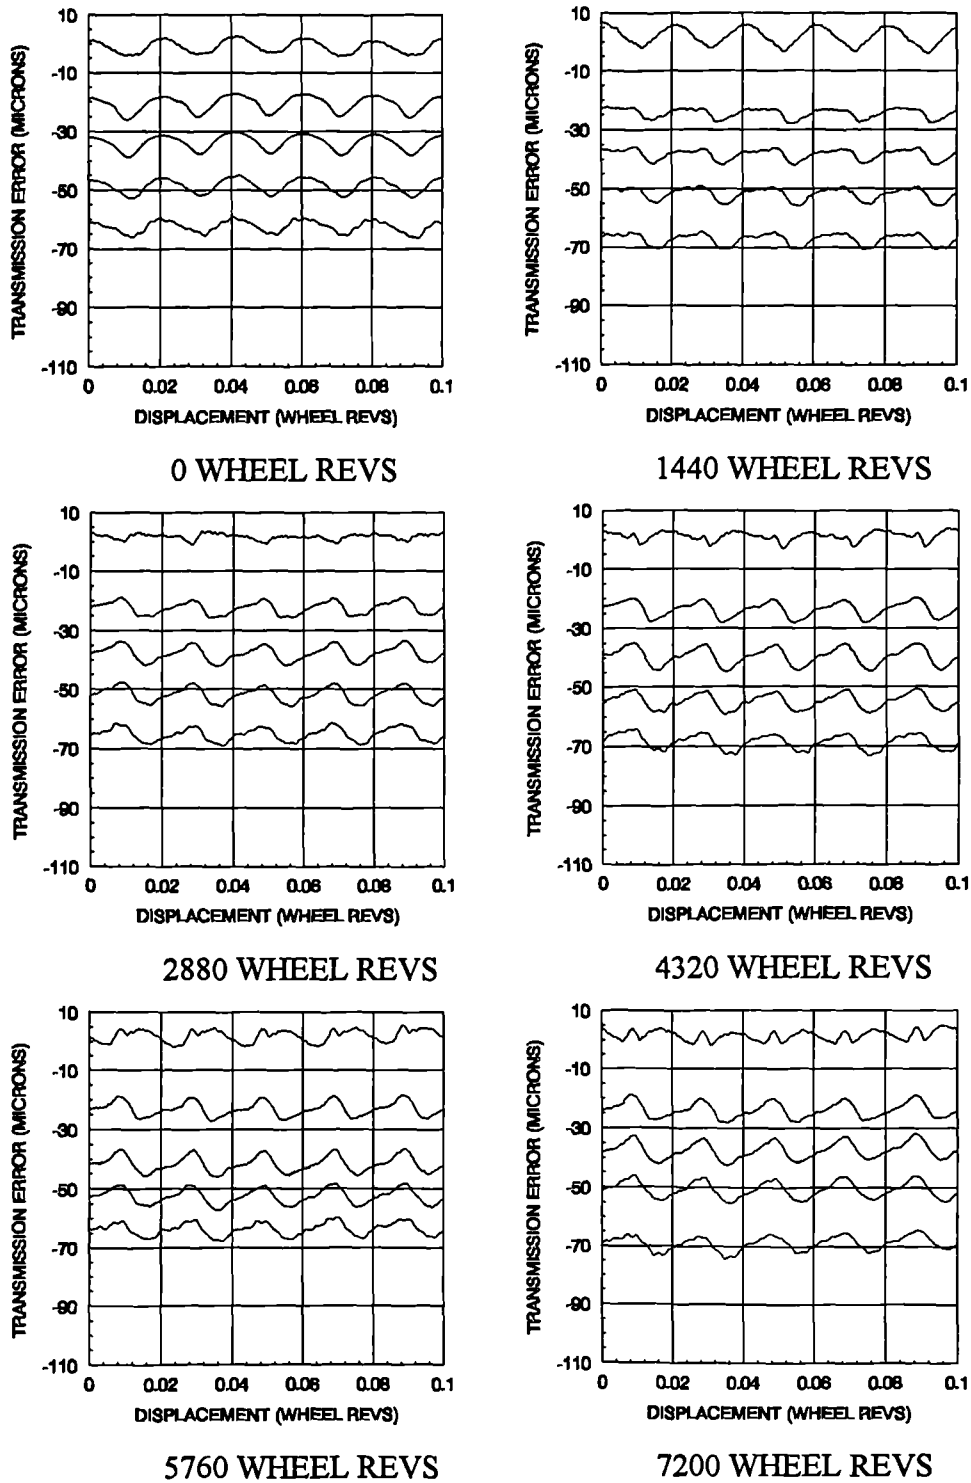 10
-10
-30
-50
-70
-90
-110
TRANSMISSION ERROR (MICRONS)
0 0.02 0.04 0.06 0.08 0.1
DISPLACEMENT (WHEEL REVS)
0 WHEEL REVS
10
-10
-30
-50
-70
-90
-110
TRANSMISSION ERROR (MICRONS)
0 0.02 0.04 0.06 0.08 0.1
DISPLACEMENT (WHEEL REVS)
1440 WHEEL REVS
10
-10
-30
-50
-70
-90
-110
TRANSMISSION ERROR (MICRONS)
0 0.02 0.04 0.06 0.08 0.1
DISPLACEMENT (WHEEL REVS)
2880 WHEEL REVS
10
-10
-30
-50
-70
-90
-110
TRANSMISSION ERROR (MICRONS)
0 0.02 0.04 0.06 0.08 0.1
DISPLACEMENT (WHEEL REVS)
4320 WHEEL REVS
10
-10
-30
-50
-70
-90
-110
TRANSMISSION ERROR (MICRONS)
0 0.02 0.04 0.06 0.08 0.1
DISPLACEMENT (WHEEL REVS)
5760 WHEEL REVS
10
-10
-30
-50
-70
-90
-110
TRANSMISSION ERROR (MICRONS)
0 0.02 0.04 0.06 0.08 0.1
DISPLACEMENT (WHEEL REVS)
7200 WHEEL REVS